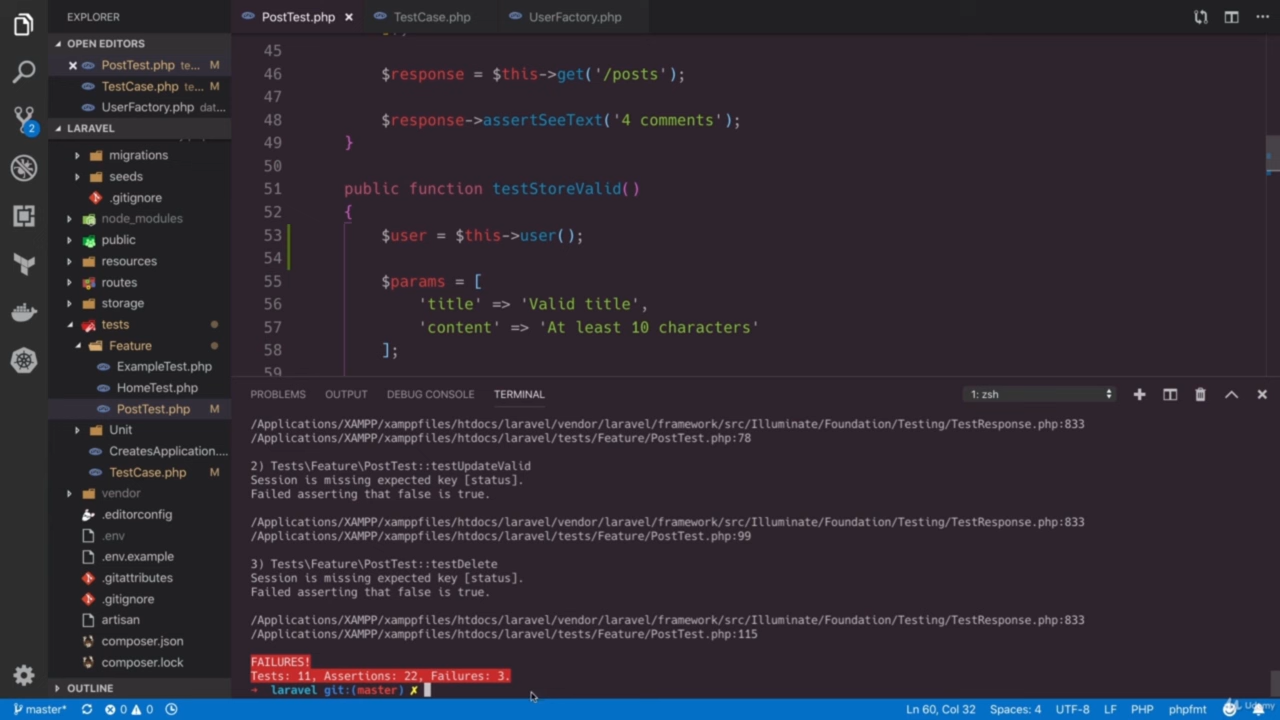 EXPLORER
PostTest.php ×
TestCase.php
UserFactory.php
OPEN EDITORS
× PostTest.php te... M
TestCase.php te... M
UserFactory.php dat...
2
LARAVEL
migrations
seeds
.gitignore
node_modules
public
resources
routes
storage
tests
Feature
ExampleTest.php
HomeTest.php
PostTest.php M
Unit
CreatesApplication....
TestCase.php M
vendor
.editorconfig
.env
.env.example
.gitattributes
.gitignore
artisan
composer.json
composer.lock
OUTLINE
45
46 $response = $this->get('/posts');
47
48 $response->assertSeeText('4 comments');
49 }
50
51 public function testStoreValid()
52 {
53 $user = $this->user();
54
55 $params = [
56 'title' => 'Valid title',
57 'content' => 'At least 10 characters'
58 ];
59
PROBLEMS OUTPUT DEBUG CONSOLE TERMINAL 1: zsh
/Applications/XAMPP/xamppfiles/htdocs/laravel/vendor/laravel/framework/src/Illuminate/Foundation/Testing/TestResponse.php:833
/Applications/XAMPP/xamppfiles/htdocs/laravel/tests/Feature/PostTest.php:78
2) Tests\Feature\PostTest::testUpdateValid
Session is missing expected key [status].
Failed asserting that false is true.
/Applications/XAMPP/xamppfiles/htdocs/laravel/vendor/laravel/framework/src/Illuminate/Foundation/Testing/TestResponse.php:833
/Applications/XAMPP/xamppfiles/htdocs/laravel/tests/Feature/PostTest.php:99
3) Tests\Feature\PostTest::testDelete
Session is missing expected key [status].
Failed asserting that false is true.
/Applications/XAMPP/xamppfiles/htdocs/laravel/vendor/laravel/framework/src/Illuminate/Foundation/Testing/TestResponse.php:833
/Applications/XAMPP/xamppfiles/htdocs/laravel/tests/Feature/PostTest.php:115
FAILURES!
Tests: 11, Assertions: 22, Failures: 3.
→ laravel git:(master) ✗
master* 0 0 Ln 60, Col 32 Spaces: 4 UTF-8 LF PHP phpfmt
Udemy